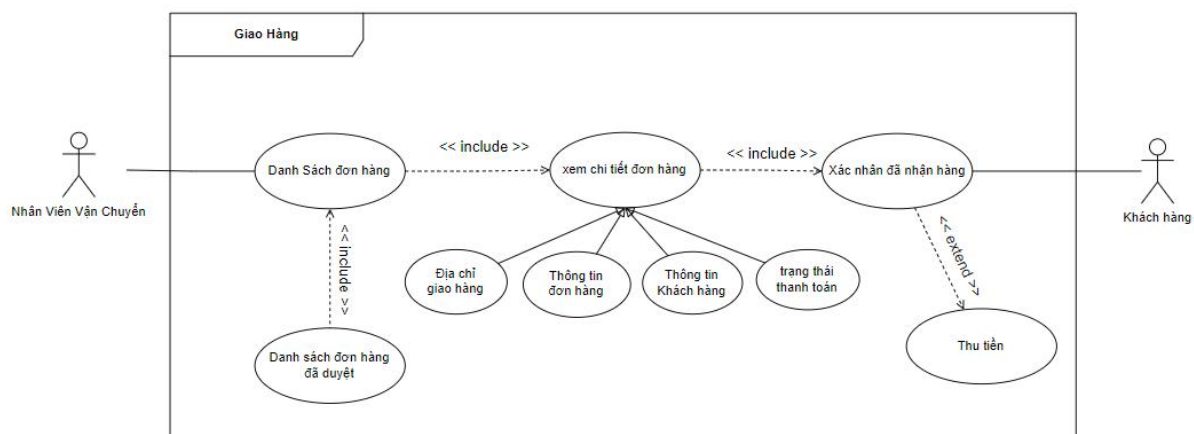 Giao Hàng
<< include >>
<< include >>
Danh Sách đơn hàng
xem chi tiết đơn hàng
Xác nhân đã nhận hàng
Nhân Viên Vận Chuyển
Khách hàng
<< include >>
<< extend >>
Địa chỉ
giao hàng
Thông tin
đơn hàng
Thông tin
Khách hàng
trạng thái
thanh toán
Danh sách đơn hàng
đã duyệt
Thu tiền